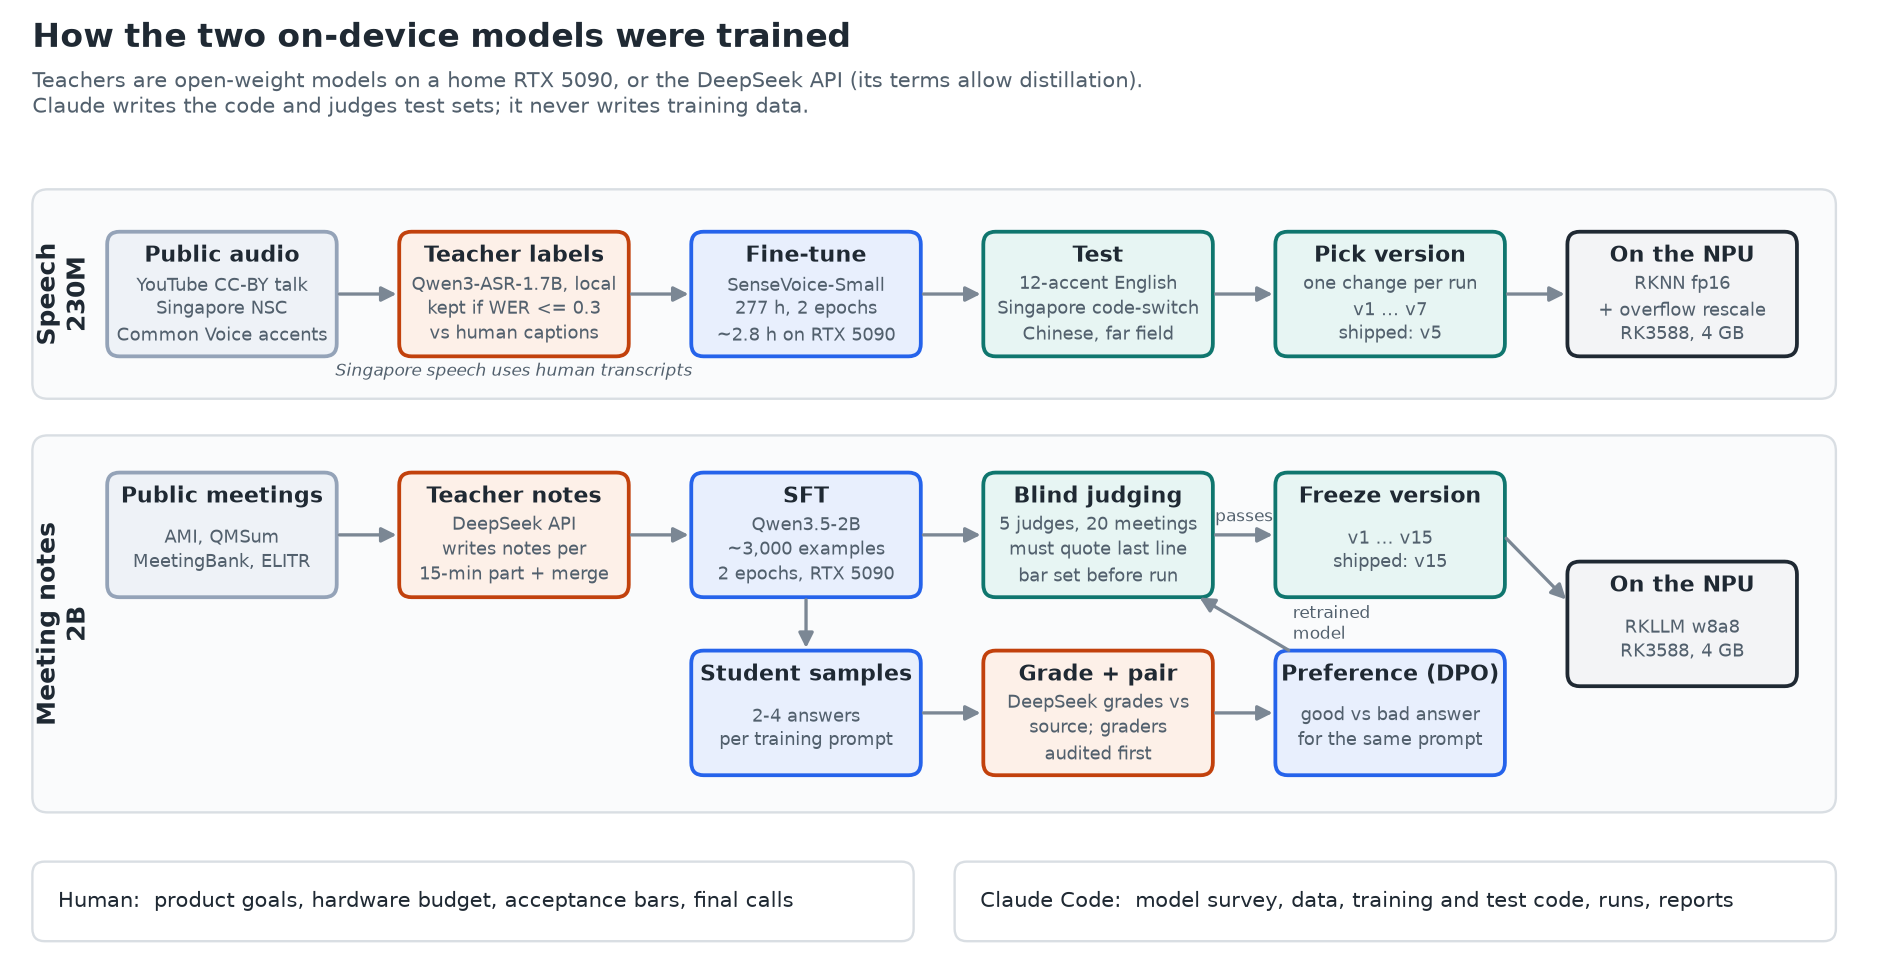 How the two on-device models were trained
Teachers are open-weight models on a home RTX 5090, or the DeepSeek API (its terms allow distillation).
Claude writes the code and judges test sets; it never writes training data.
Speech
230M
Public audio
YouTube CC-BY talk
Singapore NSC
Common Voice accents
Teacher labels
Qwen3-ASR-1.7B, local
kept if WER <= 0.3
vs human captions
Singapore speech uses human transcripts
Fine-tune
SenseVoice-Small
277 h, 2 epochs
~2.8 h on RTX 5090
Test
12-accent English
Singapore code-switch
Chinese, far field
Pick version
one change per run
v1 ... v7
shipped: v5
On the NPU
RKNN fp16
+ overflow rescale
RK3588, 4 GB
Meeting notes
2B
Public meetings
AMI, QMSum
MeetingBank, ELITR
Teacher notes
DeepSeek API
writes notes per
15-min part + merge
SFT
Qwen3.5-2B
~3,000 examples
2 epochs, RTX 5090
Blind judging
5 judges, 20 meetings
must quote last line
bar set before run
passes
Freeze version
v1 ... v15
shipped: v15
On the NPU
RKLLM w8a8
RK3588, 4 GB
retrained
model
Student samples
2-4 answers
per training prompt
Grade + pair
DeepSeek grades vs
source; graders
audited first
Preference (DPO)
good vs bad answer
for the same prompt
Human:  product goals, hardware budget, acceptance bars, final calls
Claude Code:  model survey, data, training and test code, runs, reports